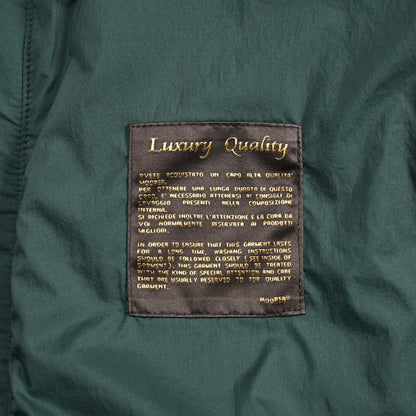 Luxury Quality
AVETE ACQUISTATO UN CAPO ALTA QUALITA'
MOORER.
PER OTTENERE UNA LUNGA DURATA DI QUESTO
CAPO, E' NECESSARIO ATTENERSI AI CONSIGLI DI
LAVAGGIO PRESENTI NELLA COMPOSIZIONE
INTERNA.
SI RICHIEDE INOLTRE L'ATTENZIONE E LA CURA DA
VOI NORMALMENTE RISERVATA AI PRODOTTI
MIGLIORI.
IN ORDER TO ENSURE THAT THIS GARMENT LASTS
FOR A LONG TIME, WASHING INSTRUCTIONS
SHOULD BE FOLLOWED CLOSELY (SEE INSIDE OF
GARMENT). THIS GARMENT SHOULD BE TREATED
WITH THE KIND OF SPECIAL ATTENTION AND CARE
THAT ARE USUALLY RESERVED TO TOP QUALITY
GARMENT.
MOORER